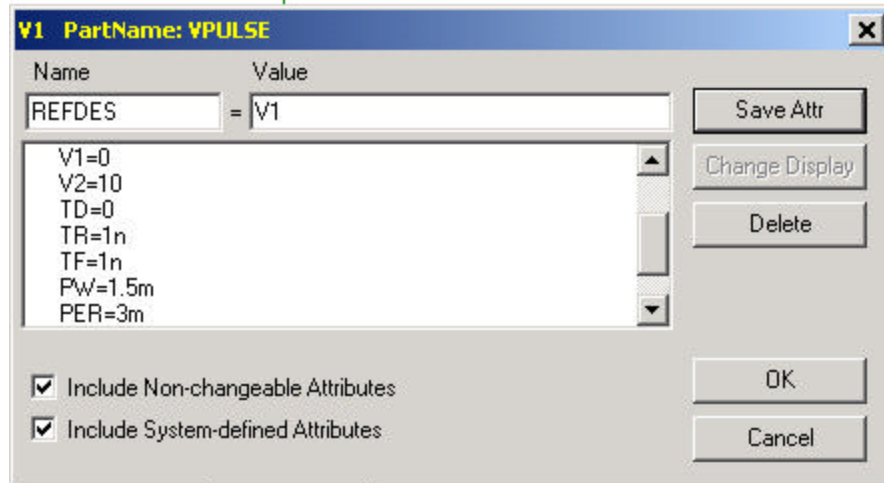 V1 PartName: VPULSE
Name Value
REFDES = V1
Save Attr
V1=0
V2=10
TD=0
TR=1n
TF=1n
PW=1.5m
PER=3m
Change Display
Delete
Include Non-changeable Attributes
Include System-defined Attributes
OK
Cancel